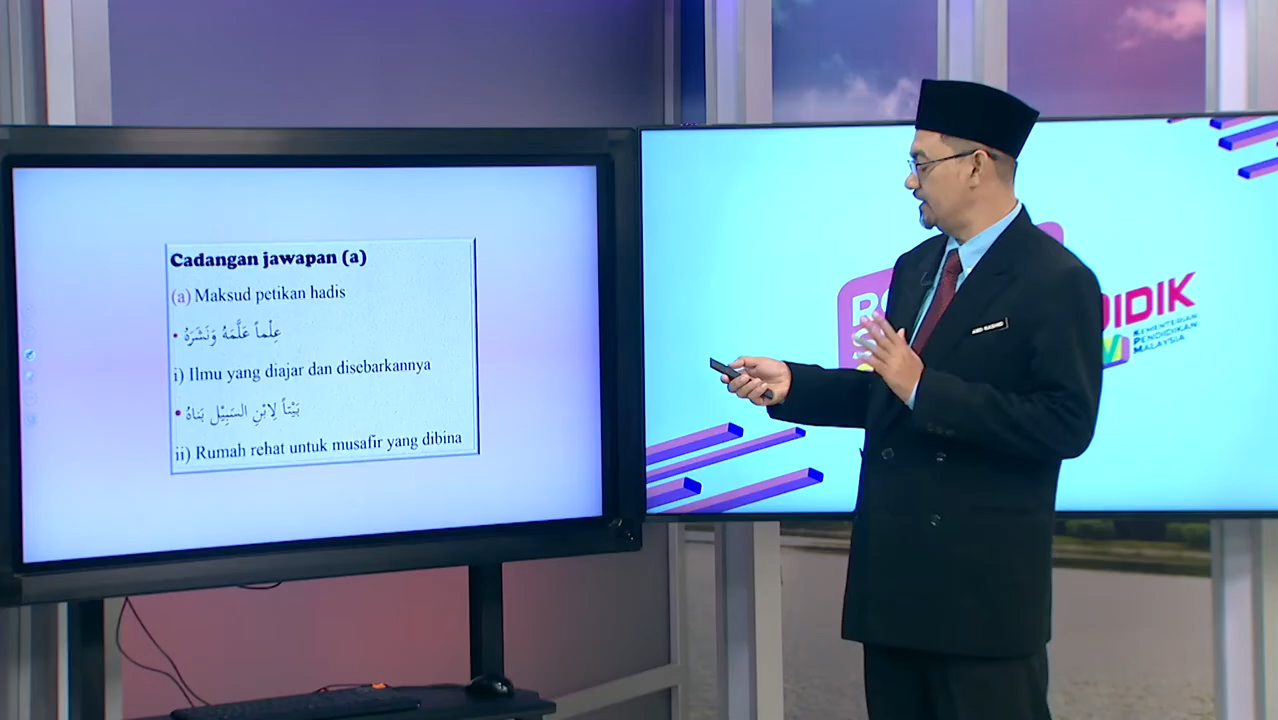 Cadangan jawapan (a)
(a) Maksud petikan hadis
• عِلْماً عَلَّمَهُ وَنَشَرَهُ
i) Ilmu yang diajar dan disebarkannya
• بَيْتاً لِابْنِ السَبِيْلِ بَنَاهُ
ii) Rumah rehat untuk musafir yang dibina
DIDIK
KEMENTERIAN
PENDIDIKAN
MALAYSIA